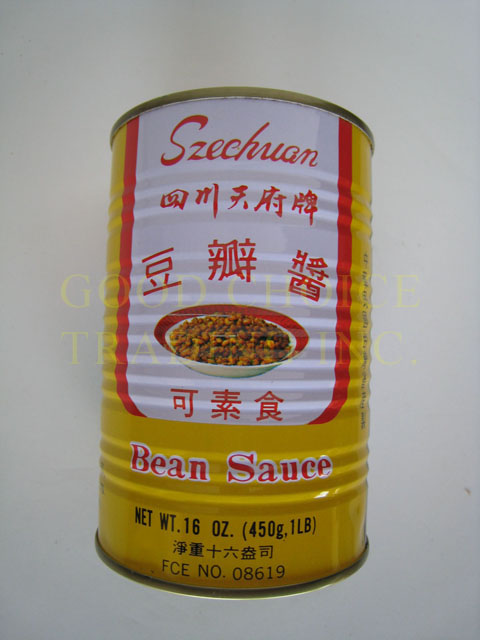 Szechuan
四川天府牌
豆瓣醬
GOOD CHOICE
TRADING INC.
可素食
Bean Sauce
NET WT.16 OZ. (450g,1LB)
淨重十六盎司
FCE NO. 08619